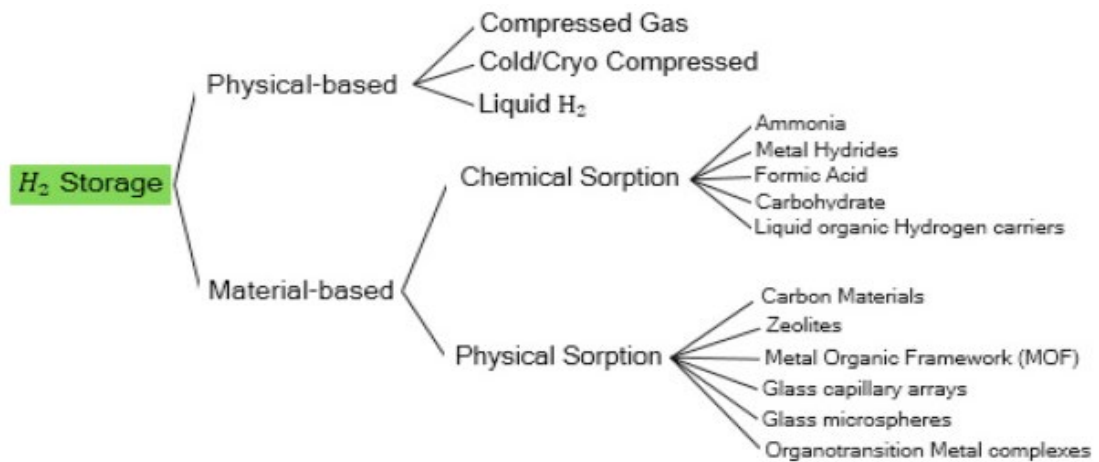 Compressed Gas
Cold/Cryo Compressed
Physical-based
Liquid H₂
Ammonia
Metal Hydrides
H₂ Storage
Chemical Sorption
Formic Acid
Carbohydrate
Liquid organic Hydrogen carriers
Material-based
Carbon Materials
Zeolites
Physical Sorption
Metal Organic Framework (MOF)
Glass capillary arrays
Glass microspheres
Organotransition Metal complexes